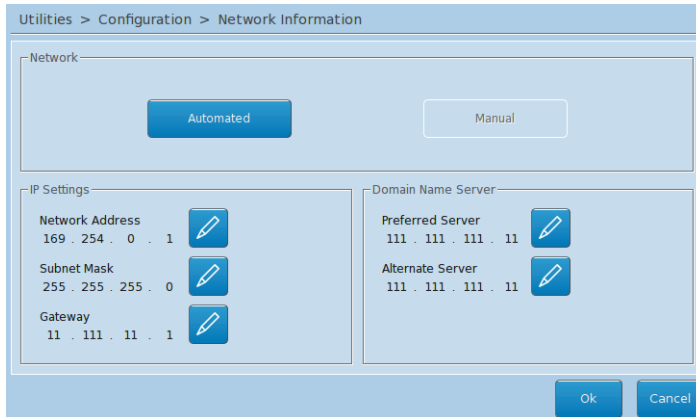 Utilities > Configuration > Network Information
Network
Automated
Manual
IP Settings
Network Address
169 . 254 . 0 . 1
Subnet Mask
255 . 255 . 255 . 0
Gateway
11 . 111 . 11 . 1
Domain Name Server
Preferred Server
111 . 111 . 111 . 11
Alternate Server
111 . 111 . 111 . 11
Ok
Cancel